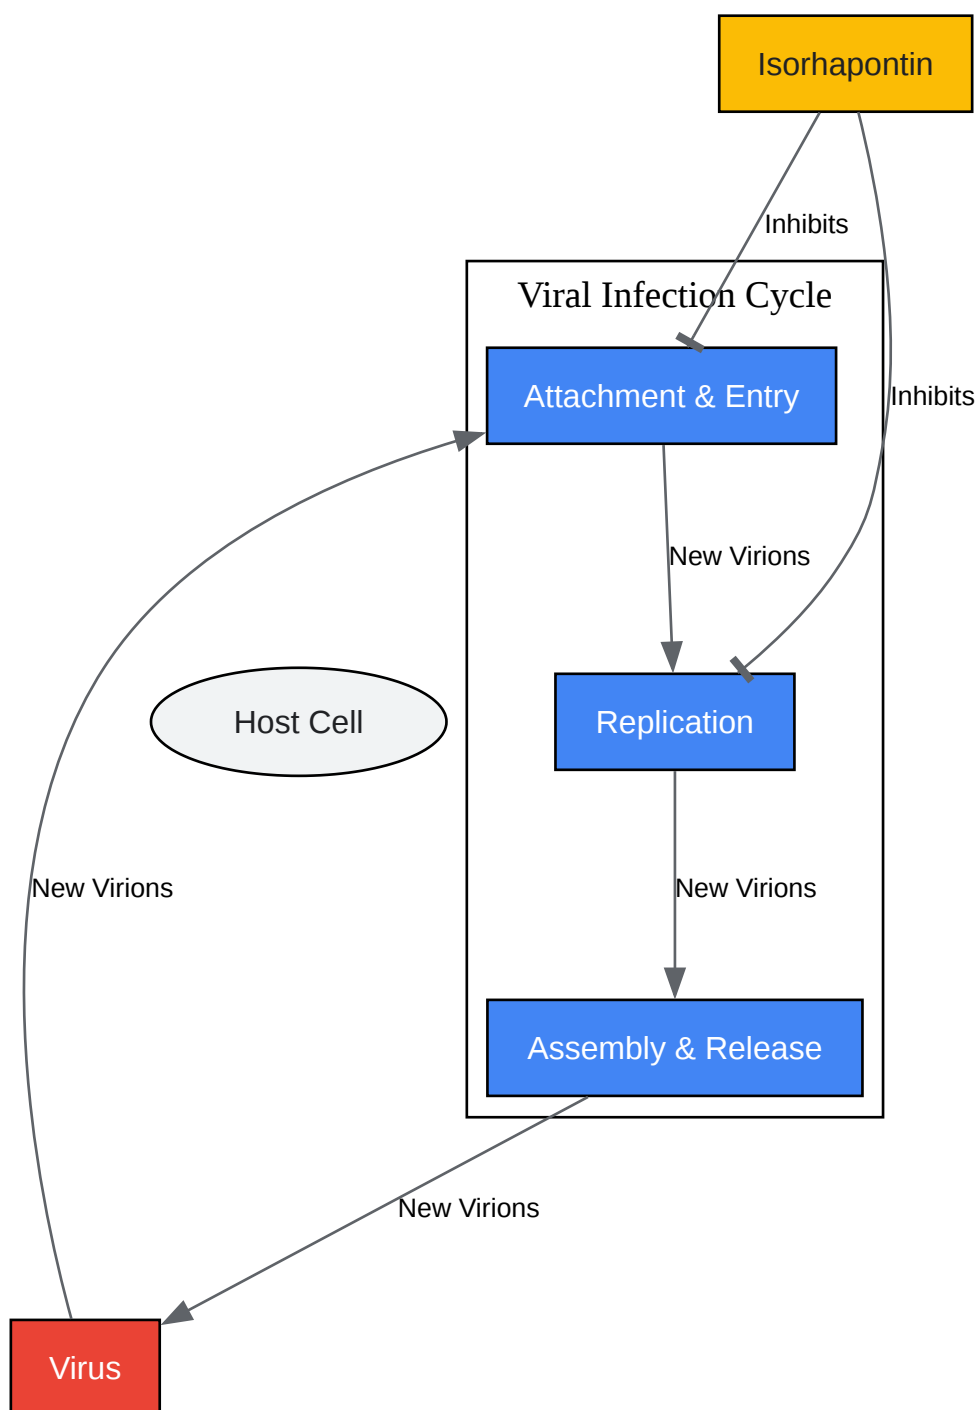 Isorhapontin
Inhibits
Viral Infection Cycle
Attachment & Entry
Inhibits
New Virions
Host Cell
Replication
New Virions
New Virions
Assembly & Release
New Virions
Virus